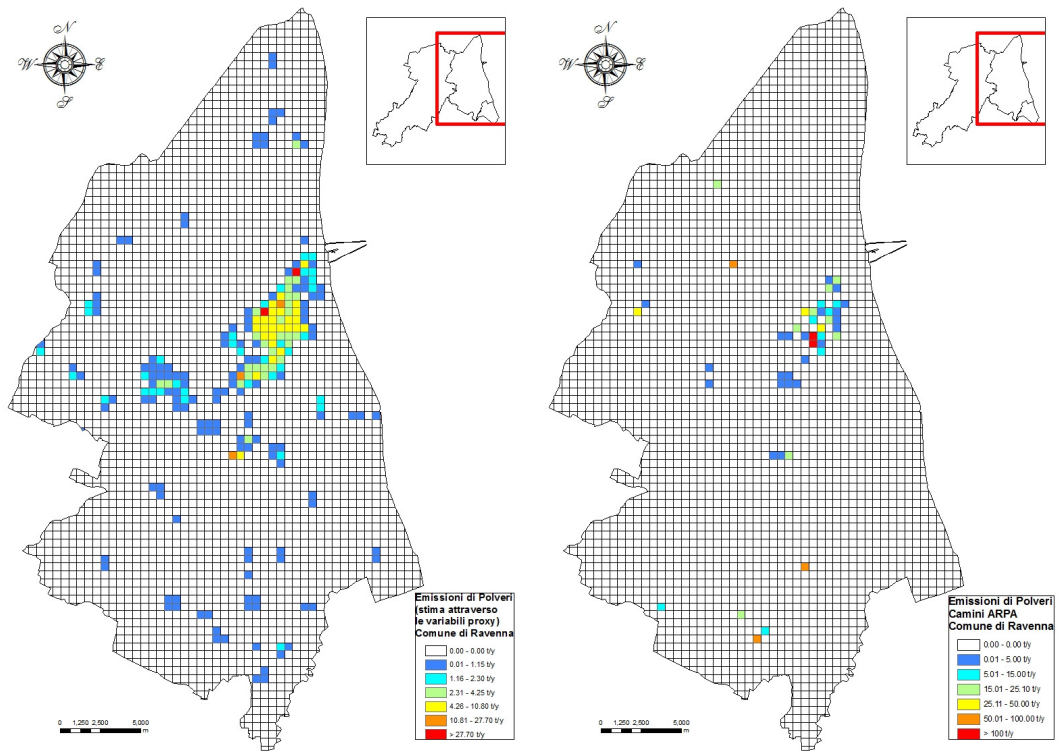 N
W
E
S
Emissioni di Polveri
(stima attraverso
le variabili proxy)
Comune di Ravenna
0.00 - 0.00 t/y
0.01 - 1.15 t/y
1.16 - 2.30 t/y
2.31 - 4.25 t/y
4.26 - 10.80 t/y
10.81 - 27.70 t/y
> 27.70 t/y
0 1,250 2,500 5,000
m
N
W
E
S
Emissioni di Polveri
Camini ARPA
Comune di Ravenna
0.00 - 0.00 t/y
0.01 - 5.00 t/y
5.01 - 15.00 t/y
15.01 - 25.10 t/y
25.11 - 50.00 t/y
50.01 - 100.00 t/y
> 100 t/y
0 1,250 2,500 5,000
m